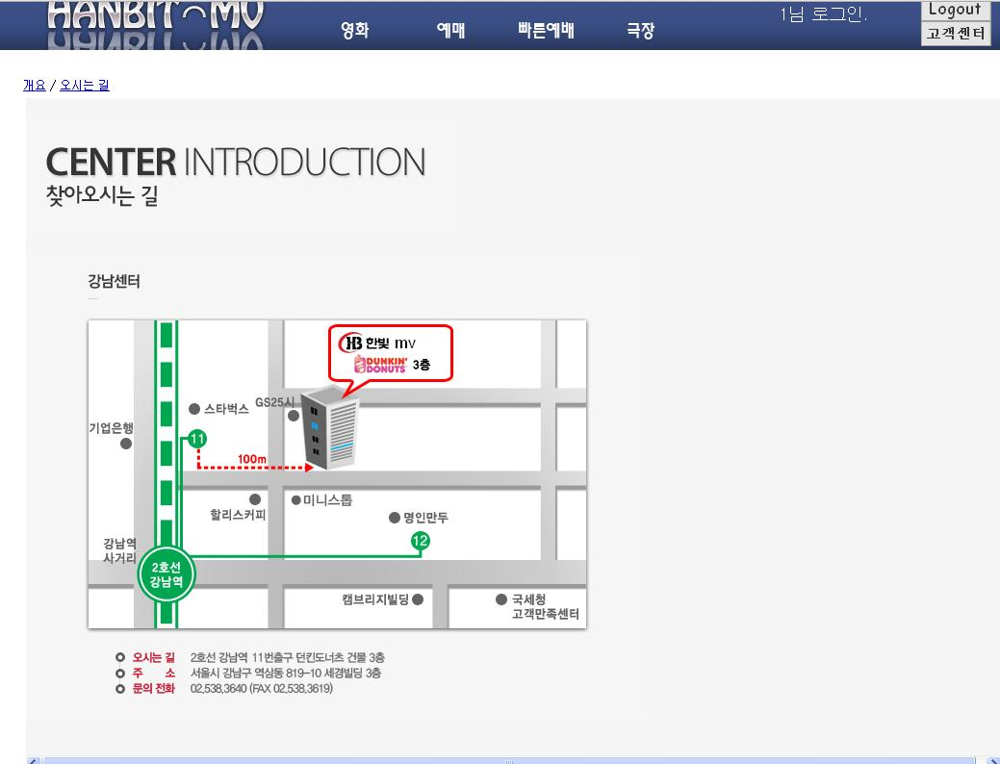 HANBIT MV
영화 예매 빠른예매 극장
1님 로그인.
Logout
고객센터
개요 / 오시는 길
CENTER INTRODUCTION
찾아오시는 길
강남센터
HB 한빛 mv
DUNKIN' DONUTS 3층
스타벅스
GS25시
기업은행
11
100m
할리스커피
미니스톱
명인만두
12
강남역
사거리
2호선
강남역
캠브리지빌딩
국세청
고객만족센터
오시는 길 2호선 강남역 11번출구 던킨도너츠 건물 3층
주 소 서울시 강남구 역삼동 819-10 세경빌딩 3층
문의 전화 02.538.3640 (FAX 02.538.3619)